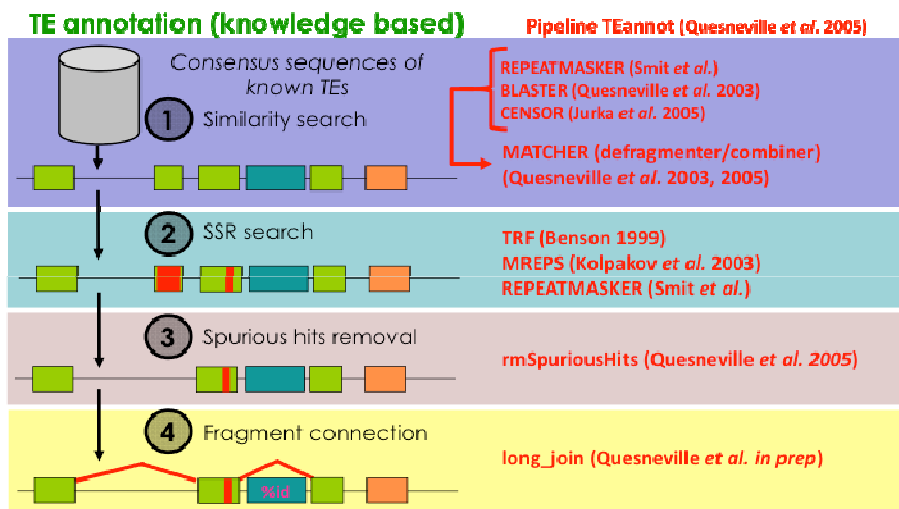 TE annotation (knowledge based)
Pipeline TEannot (Quesneville et al. 2005)
Consensus sequences of
known TEs
1 Similarity search
REPEATMASKER (Smit et al.)
BLASTER (Quesneville et al. 2003)
CENSOR (Jurka et al. 2005)
MATCHER (defragmenter/combiner)
(Quesneville et al. 2003, 2005)
2 SSR search
TRF (Benson 1999)
MREPS (Kolpakov et al. 2003)
REPEATMASKER (Smit et al.)
3 Spurious hits removal
rmSpuriousHits (Quesneville et al. 2005)
4 Fragment connection
long_join (Quesneville et al. in prep)
%id